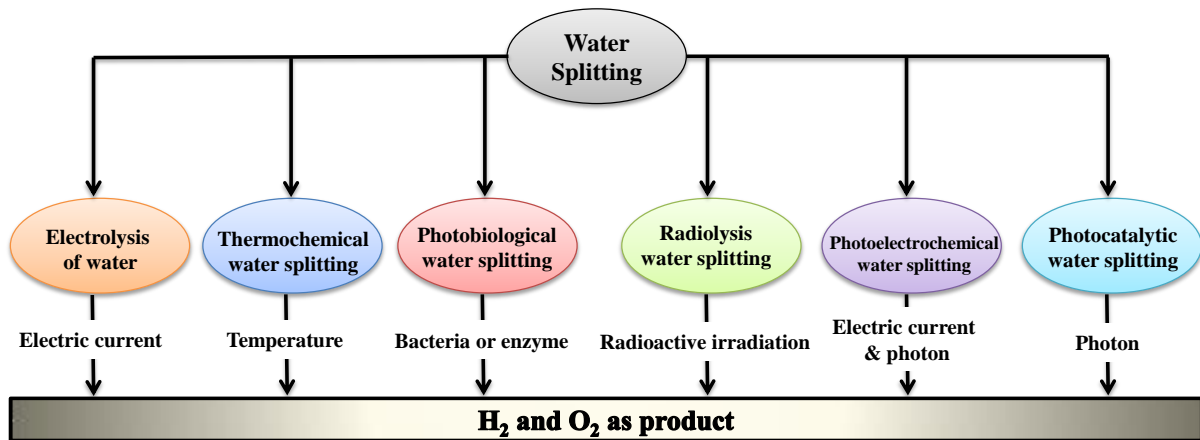 Water
Splitting
Electrolysis
of water
Thermochemical
water splitting
Photobiological
water splitting
Radiolysis
water splitting
Photoelectrochemical
water splitting
Photocatalytic
water splitting
Electric current
Temperature
Bacteria or enzyme
Radioactive irradiation
Electric current
& photon
Photon
H₂ and O₂ as product